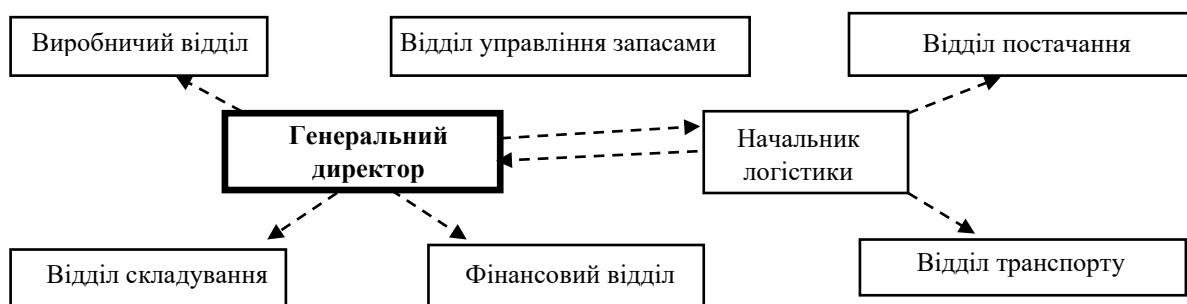 Виробничий відділ
Відділ управління запасами
Відділ постачання
Генеральний
директор
Начальник
логістики
Відділ складування
Фінансовий відділ
Відділ транспорту